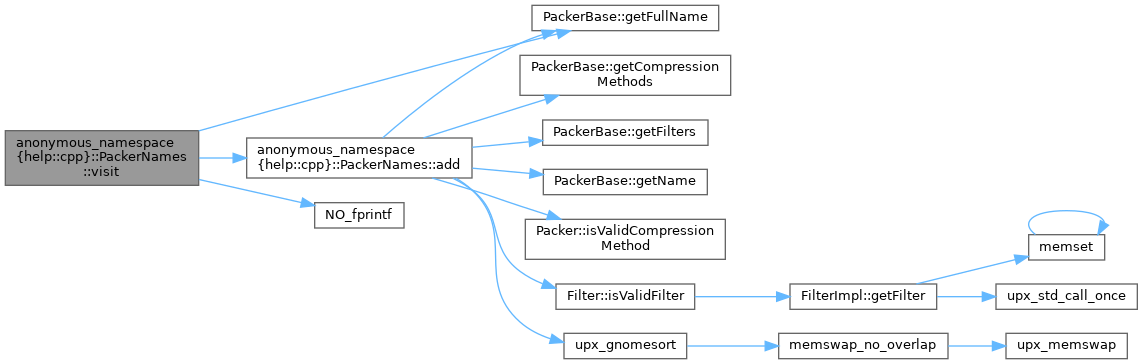 PackerBase::getFullName
PackerBase::getCompression
Methods
anonymous_namespace
{help::cpp}::PackerNames
::visit
anonymous_namespace
{help::cpp}::PackerNames::add
PackerBase::getFilters
PackerBase::getName
NO_fprintf
Packer::isValidCompression
Method
memset
Filter::isValidFilter
FilterImpl::getFilter
upx_std_call_once
upx_gnomesort
memswap_no_overlap
upx_memswap